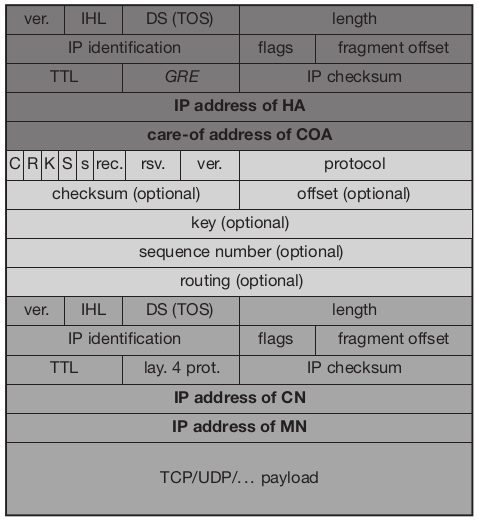 ver. IHL DS (TOS) length
IP identification flags fragment offset
TTL GRE IP checksum
IP address of HA
care-of address of COA
C R K S s rec. rsv. ver. protocol
checksum (optional) offset (optional)
key (optional)
sequence number (optional)
routing (optional)
ver. IHL DS (TOS) length
IP identification flags fragment offset
TTL lay. 4 prot. IP checksum
IP address of CN
IP address of MN
TCP/UDP/... payload